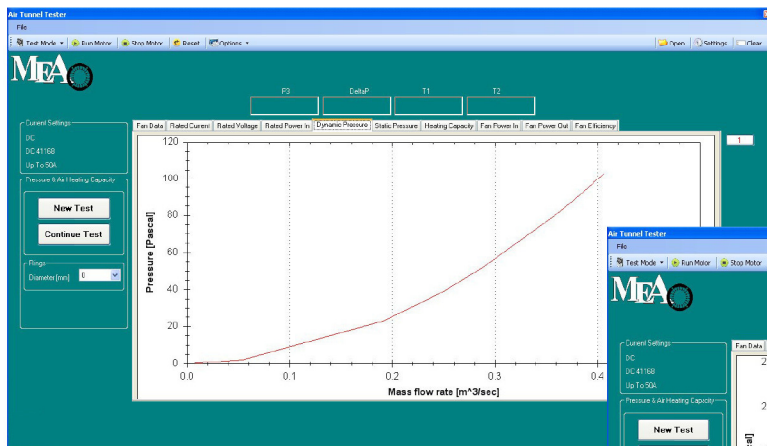 Air Tunnel Tester
File
Test Mode Run Motor Stop Motor Reset Options Open Settings Clear
MEA
P3 DeltaP T1 T2
Current Settings
DC
DC 41168
Up To 50A
Pressure & Air Heating Capacity
New Test
Continue Test
Rings
Diameter [mm] 0
Fan Data Rated Current Rated Voltage Rated Power In Dynamic Pressure Static Pressure Heating Capacity Fan Power In Fan Power Out Fan Efficiency
1
120
100
80
60
40
20
0
Pressure [Pascal]
0.0 0.1 0.2 0.3 0.4
Mass flow rate [m^3/sec]
Air Tunnel Tester
File
Test Mode Run Motor Stop Motor
MEA
Current Settings
DC
DC 41168
Up To 50A
Pressure & Air Heating Capacity
New Test
Fan Data
2
2
cal]